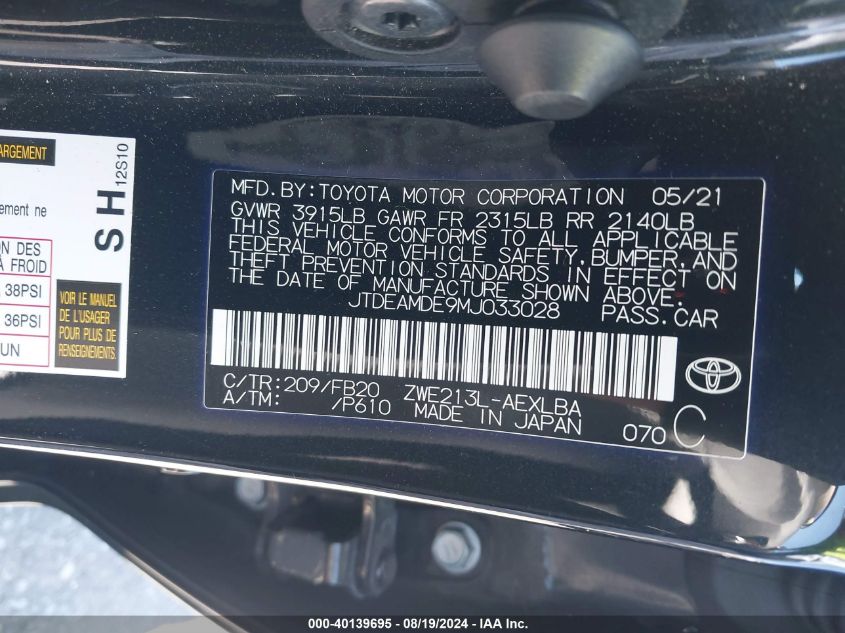 ARGEMENT
ement ne
ON DES
À FROID
38PSI
36PSI
UN
SH
12S10
VOIR LE MANUEL
DE L'USAGER
POUR PLUS DE
RENSEIGNEMENTS
MFD.BY:TOYOTA MOTOR CORPORATION 05/21
GVWR 3915LB GAWR FR 2315LB RR 2140LB
THIS VEHICLE CONFORMS TO ALL APPLICABLE
FEDERAL MOTOR VEHICLE SAFETY,BUMPER,AND
THEFT PREVENTION STANDARDS IN EFFECT ON
THE DATE OF MANUFACTURE SHOWN ABOVE.
JTDEAMDE9MJ033028 PASS.CAR
C/TR:209/FB20 ZWE213L-AEXLBA
A/TM: /P610 MADE IN JAPAN
070 C
000-40139695 - 08/19/2024 - IAA Inc.